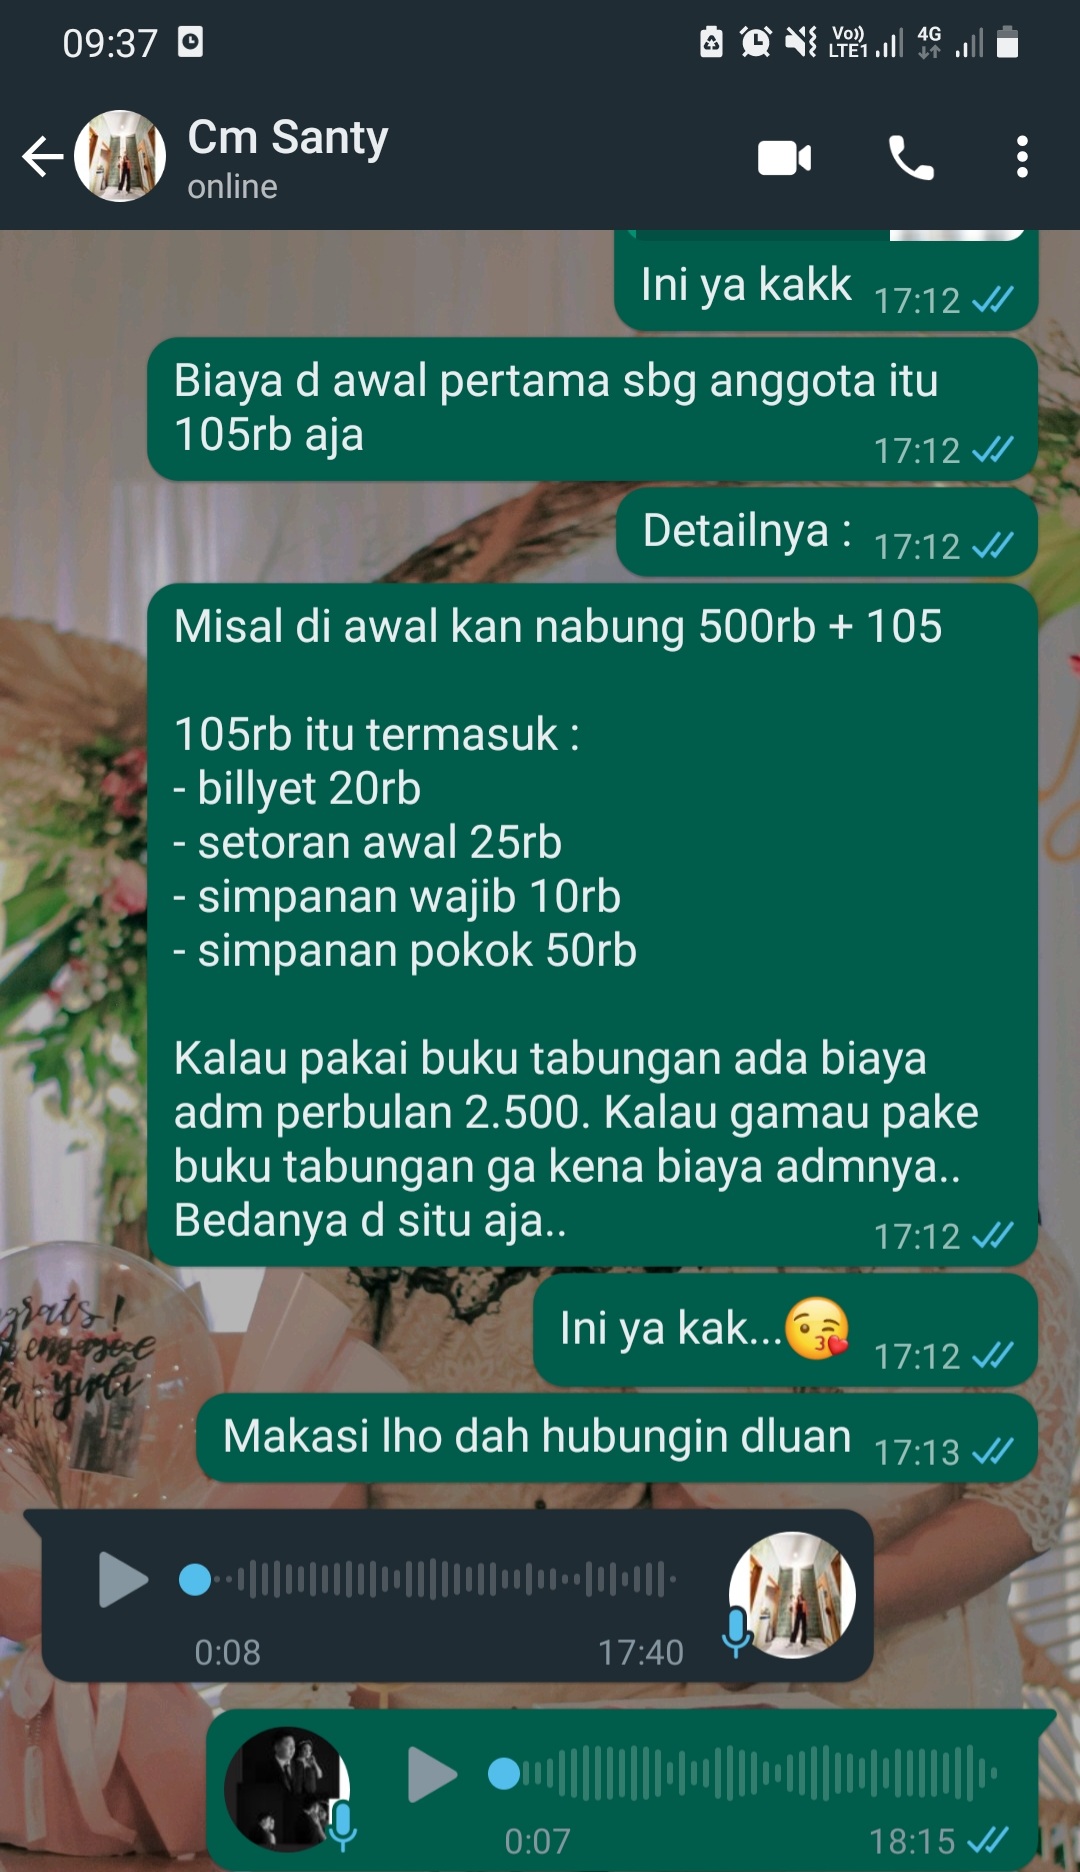 09:37
Vo))
LTE1
4G
Cm Santy
online
Ini ya kakk 17:12
Biaya d awal pertama sbg anggota itu
105rb aja
17:12
Detailnya : 17:12
Misal di awal kan nabung 500rb + 105
105rb itu termasuk :
- billyet 20rb
- setoran awal 25rb
- simpanan wajib 10rb
- simpanan pokok 50rb
Kalau pakai buku tabungan ada biaya
adm perbulan 2.500. Kalau gamau pake
buku tabungan ga kena biaya admnya..
Bedanya d situ aja..
17:12
grats!
engaged
Ini ya kak...😘 17:12
Makasi lho dah hubungin dluan 17:13
0:08 17:40
0:07 18:15